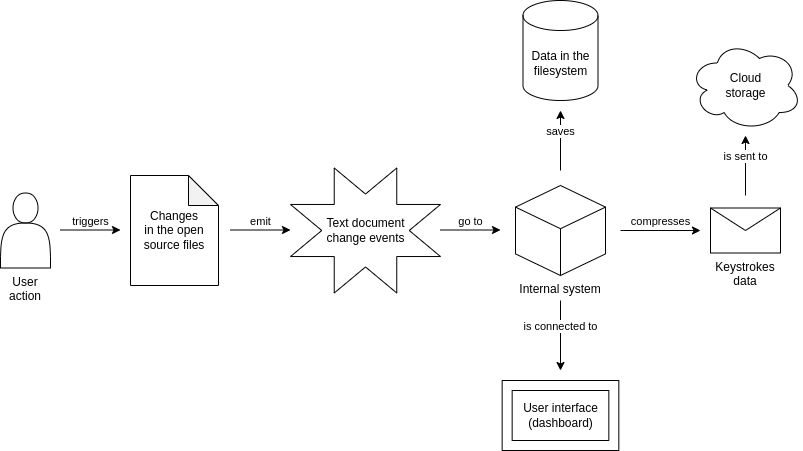 User
action
triggers
Changes
in the open
source files
emit
Text document
change events
go to
Internal system
saves
Data in the
filesystem
is connected to
User interface
(dashboard)
compresses
Keystrokes
data
is sent to
Cloud
storage